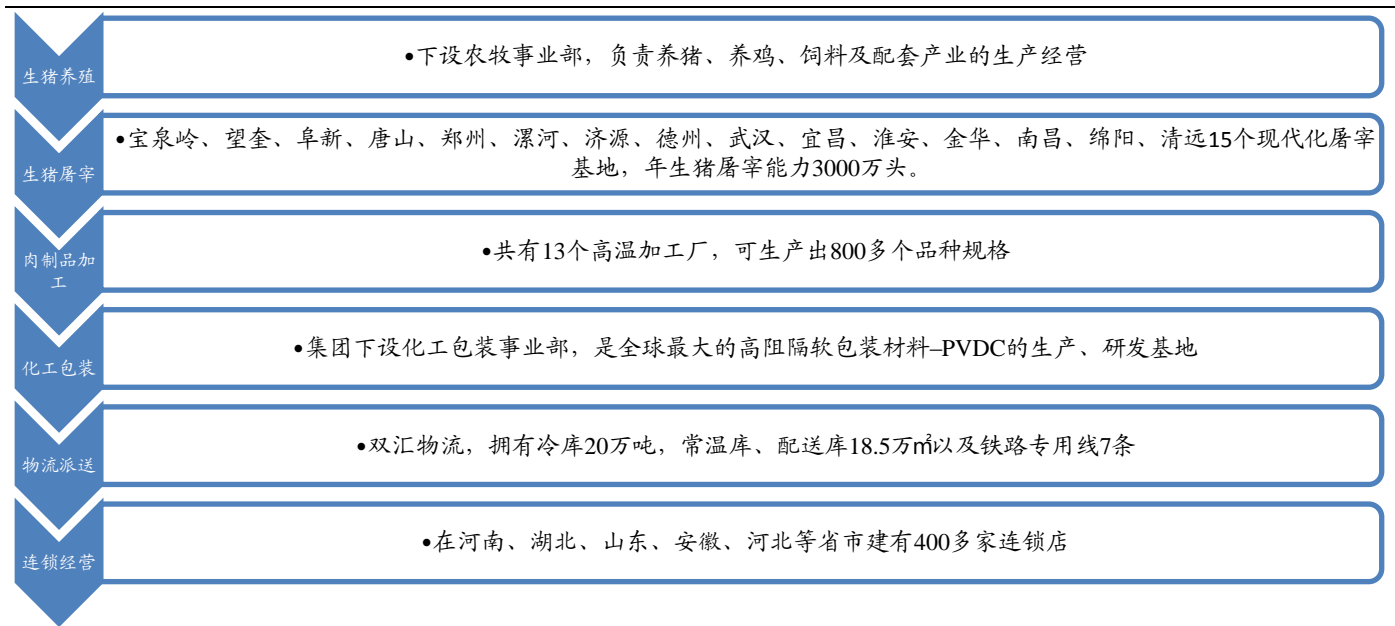 生猪养殖
•下设农牧事业部，负责养猪、养鸡、饲料及配套产业的生产经营
生猪屠宰
•宝泉岭、望奎、阜新、唐山、郑州、漯河、济源、德州、武汉、宜昌、淮安、金华、南昌、绵阳、清远15个现代化屠宰
基地，年生猪屠宰能力3000万头。
肉制品加
工
•共有13个高温加工厂，可生产出800多个品种规格
化工包装
•集团下设化工包装事业部，是全球最大的高阻隔软包装材料–PVDC的生产、研发基地
物流派送
•双汇物流，拥有冷库20万吨，常温库、配送库18.5万㎡以及铁路专用线7条
连锁经营
•在河南、湖北、山东、安徽、河北等省市建有400多家连锁店